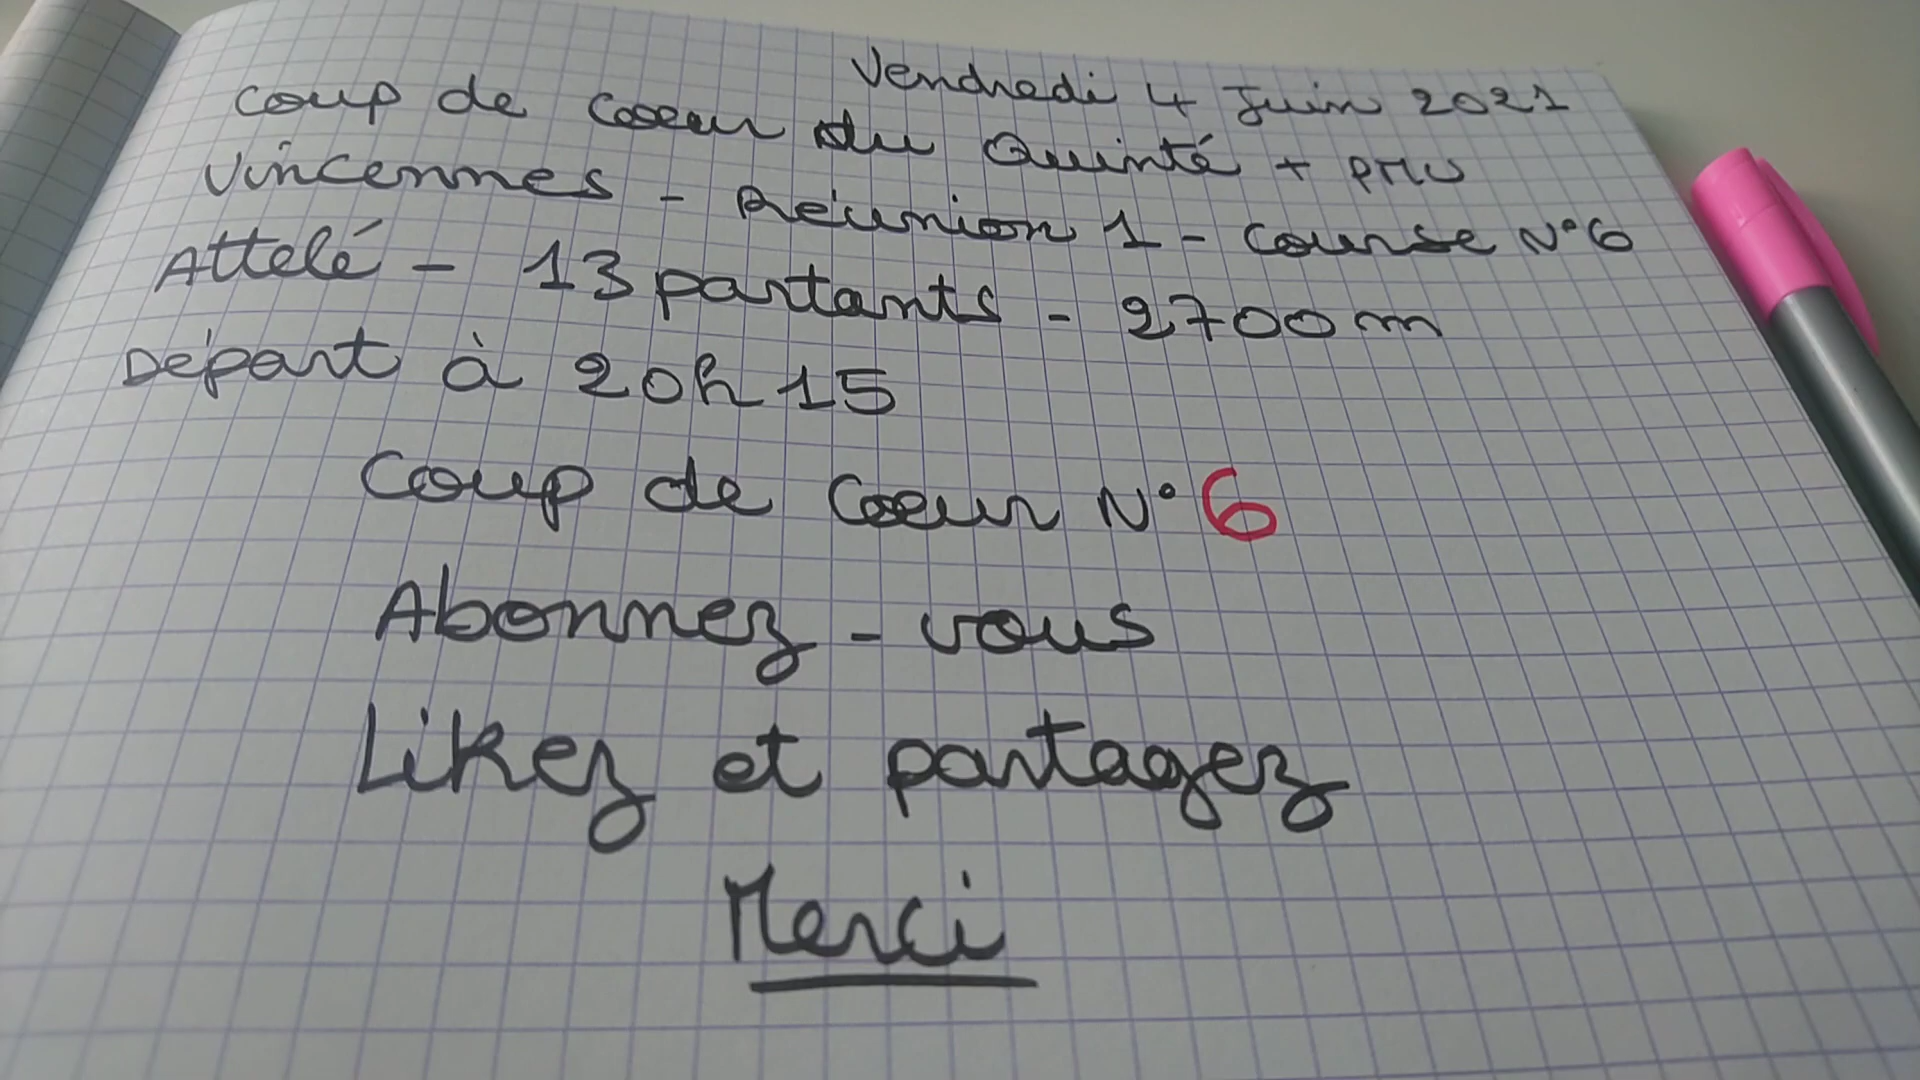 Vendredi 4 Juin 2021
Coup de Coeur du Quinté + PMU
Vincennes - Réunion 1 - Course N°6
Attelé - 13 partants - 2700m
Départ à 20h15
Coup de Coeur N°6
Abonnez-vous
Likez et partagez
Merci